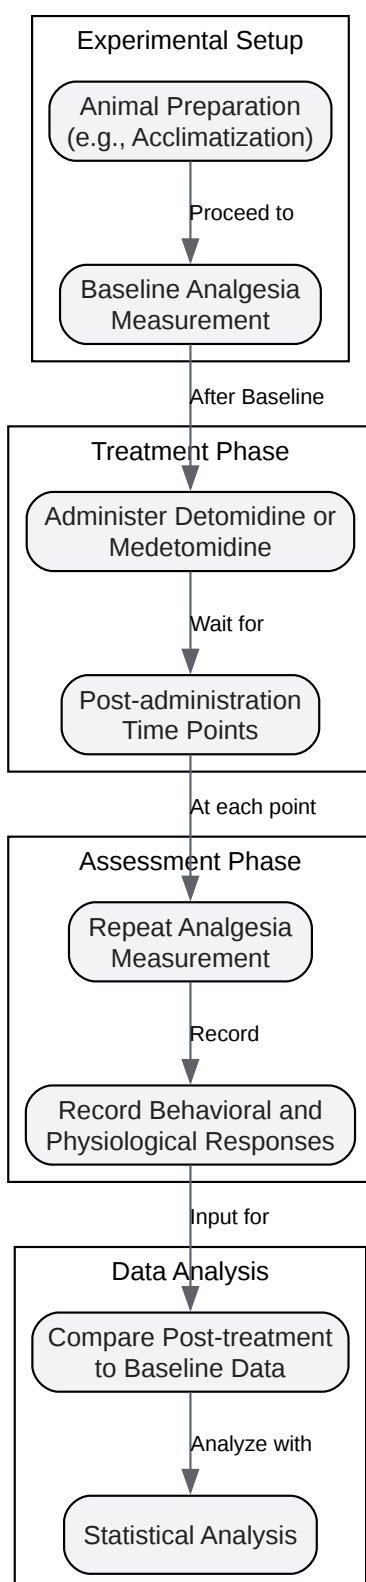 Experimental Setup
Animal Preparation
(e.g., Acclimatization)
Proceed to
Baseline Analgesia
Measurement
After Baseline
Treatment Phase
Administer Detomidine or
Medetomidine
Wait for
Post-administration
Time Points
At each point
Assessment Phase
Repeat Analgesia
Measurement
Record
Record Behavioral and
Physiological Responses
Input for
Data Analysis
Compare Post-treatment
to Baseline Data
Analyze with
Statistical Analysis